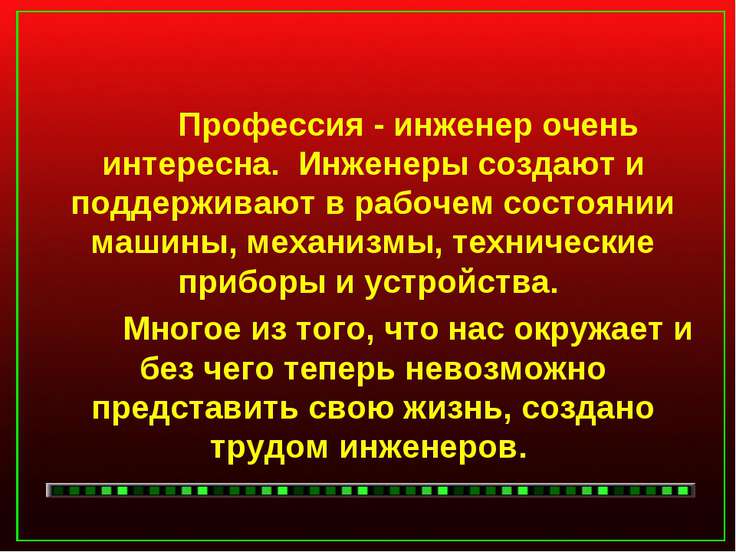 Профессия - инженер очень
интересна.  Инженеры создают и
поддерживают в рабочем состоянии
машины, механизмы, технические
приборы и устройства.
Многое из того, что нас окружает и
без чего теперь невозможно
представить свою жизнь, создано
трудом инженеров.